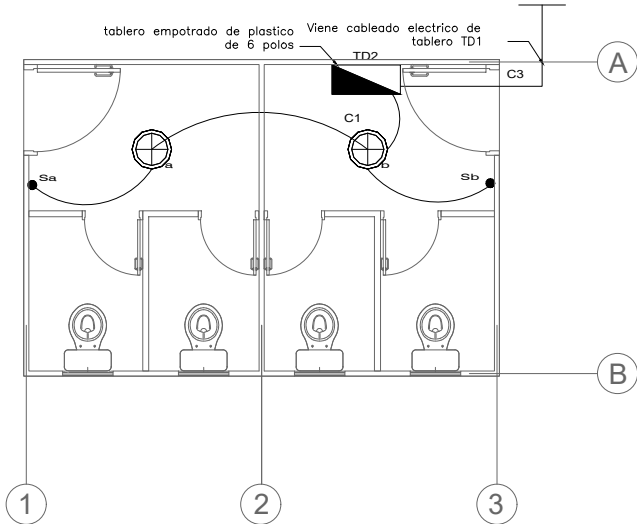 tablero empotrado de plastico
de 6 polos
Viene cableado electrico de
tablero TD1
TD2
A
C3
C1
a
b
Sa
Sb
B
1
2
3